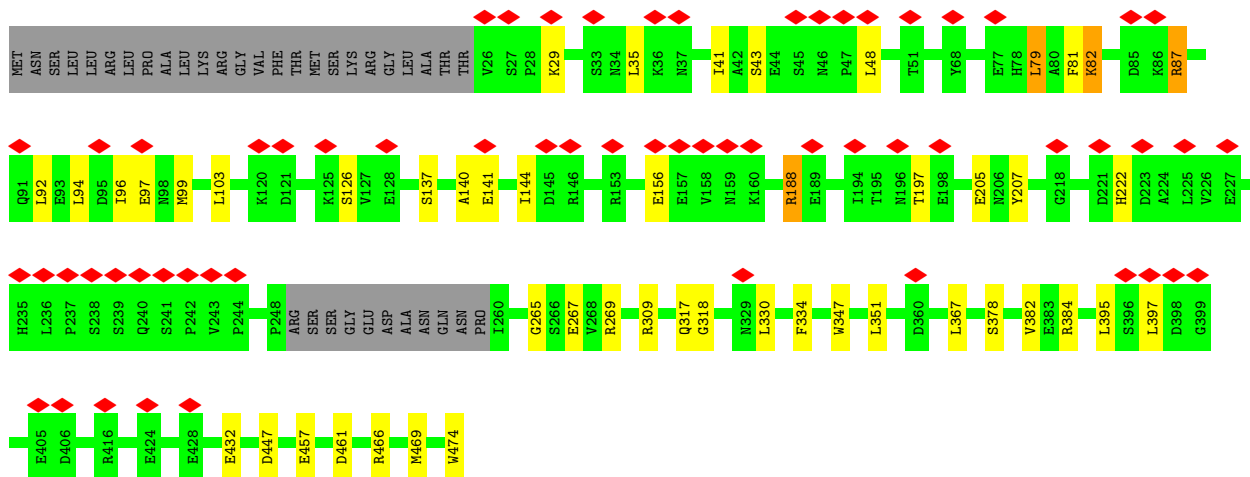 MET ASN SER LEU LEU ARG LEU PRO ALA LEU LYS ARG GLY VAL PHE THR MET SER LYS ARG GLY LEU ALA THR THR V26 S27 P28 K29 S33 N34 L35 K36 N37 I41 A42 S43 E44 S45 N46 P47 L48 T51 Y68 E77 H78 L79 A80 F81 K82 D85 K86 R87
Q91 L92 E93 L94 D95 I96 E97 N98 M99 L103 K120 D121 K125 S126 V127 E128 S137 A140 E141 I144 D145 R146 R153 E156 E157 V158 N159 K160 R188 E189 I194 T195 N196 T197 E198 E205 N206 Y207 G218 D221 H222 D223 A224 L225 V226 E227
H235 L236 P237 S238 S239 Q240 S241 P242 V243 P244 P248 ARG SER SER GLY GLU ASP ALA ASN GLN ASN PRO I260 G265 S266 E267 V268 R269 R309 Q317 G318 N329 L330 F334 W347 L351 D360 L367 S378 V382 E383 R384 L395 S396 L397 D398 G399
E405 D406 R416 E424 E428 E432 D447 E457 D461 R466 M469 W474